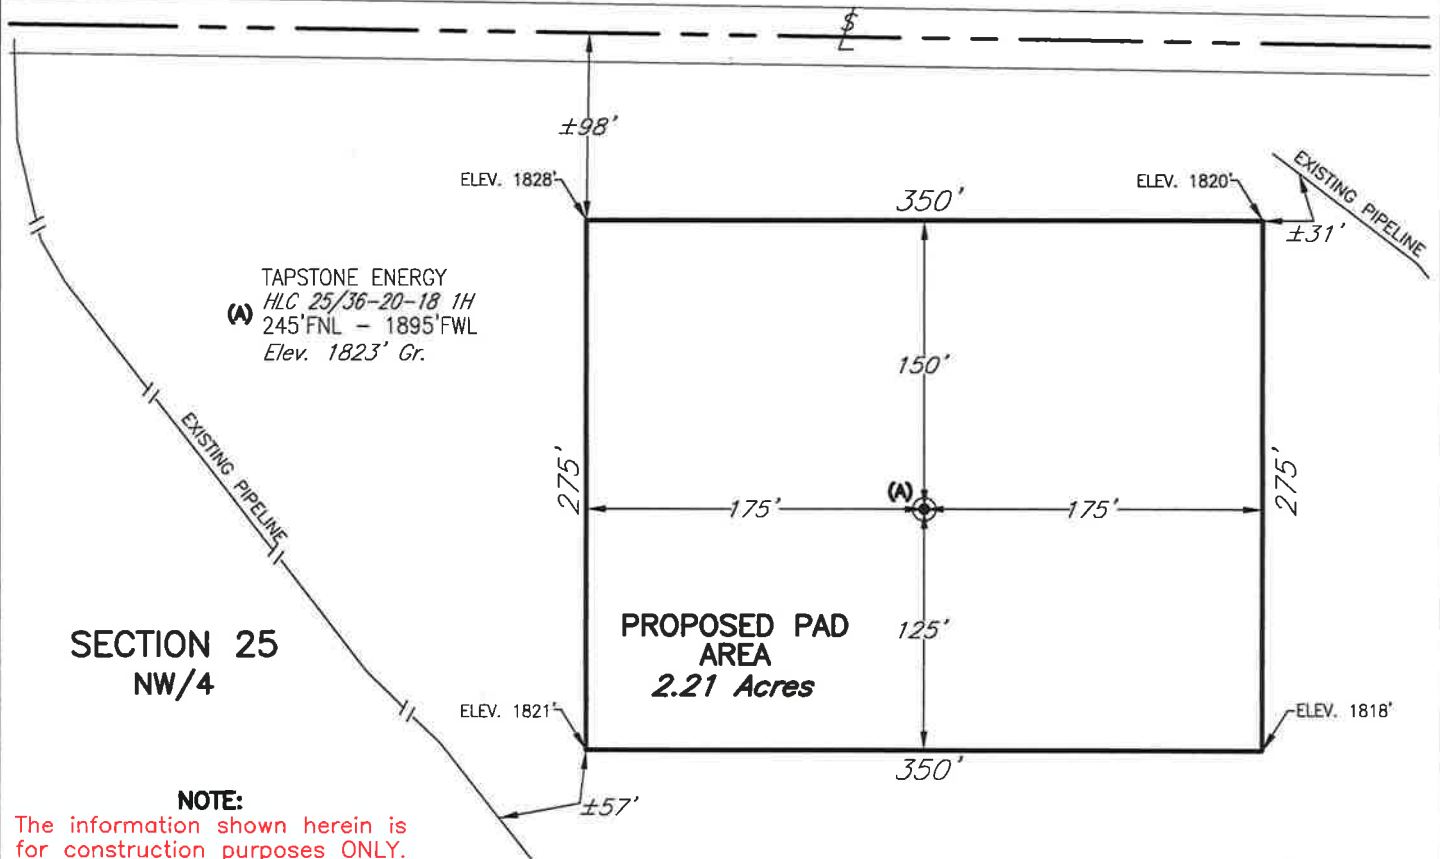 $
L
±98'
ELEV. 1828'
350'
ELEV. 1820'
EXISTING PIPELINE
±31'
TAPSTONE ENERGY
(A) HLC 25/36-20-18 1H
245'FNL - 1895'FWL
Elev. 1823' Gr.
150'
EXISTING PIPELINE
275'
275'
(A)
175'
175'
SECTION 25
NW/4
PROPOSED PAD
AREA
2.21 Acres
125'
ELEV. 1821'
ELEV. 1818'
350'
±57'
NOTE:
The information shown herein is
for construction purposes ONLY.